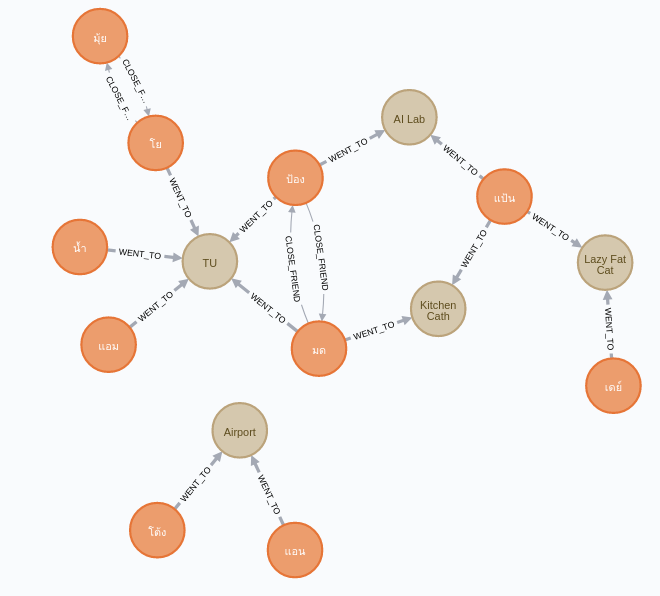 มุ้ย
CLOSE_F...
CLOSE_F...
โย
WENT_TO
AI Lab
WENT_TO
WENT_TO
ป้อง
แป้น
WENT_TO
WENT_TO
WENT_TO
น้ำ
WENT_TO
TU
CLOSE_FRIEND
CLOSE_FRIEND
Lazy Fat
Cat
WENT_TO
WENT_TO
Kitchen
Cath
WENT_TO
WENT_TO
แอม
มด
เดย์
Airport
WENT_TO
WENT_TO
โต้ง
แอน